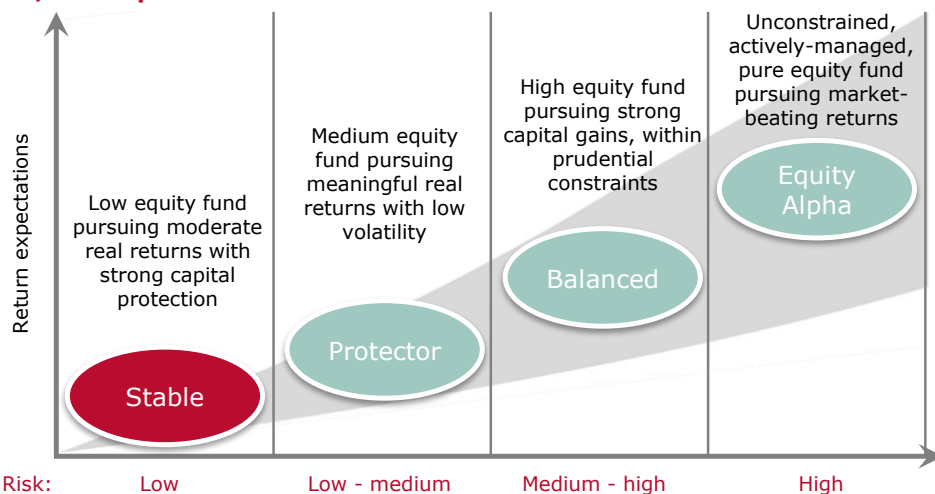 Return expectations
Low equity fund
pursuing moderate
real returns with
strong capital
protection
Stable
Medium equity
fund pursuing
meaningful real
returns with low
volatility
Protector
High equity fund
pursuing strong
capital gains, within
prudential
constraints
Balanced
Unconstrained,
actively-managed,
pure equity fund
pursuing market-
beating returns
Equity
Alpha
Risk: Low Low - medium Medium - high High